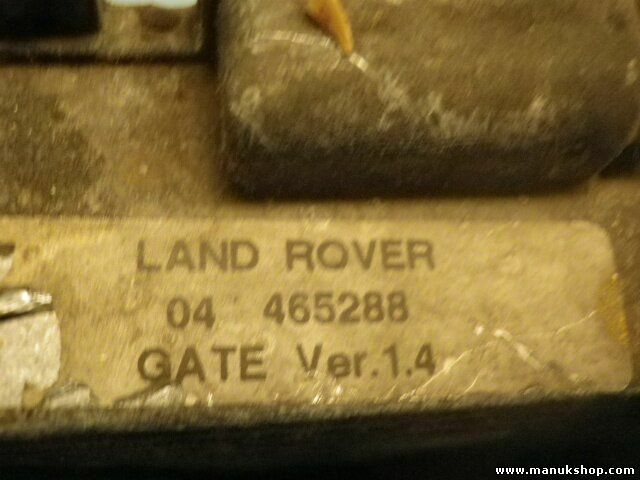 LAND ROVER
04 465288
GATE Ver.1.4
www.manukshop.com